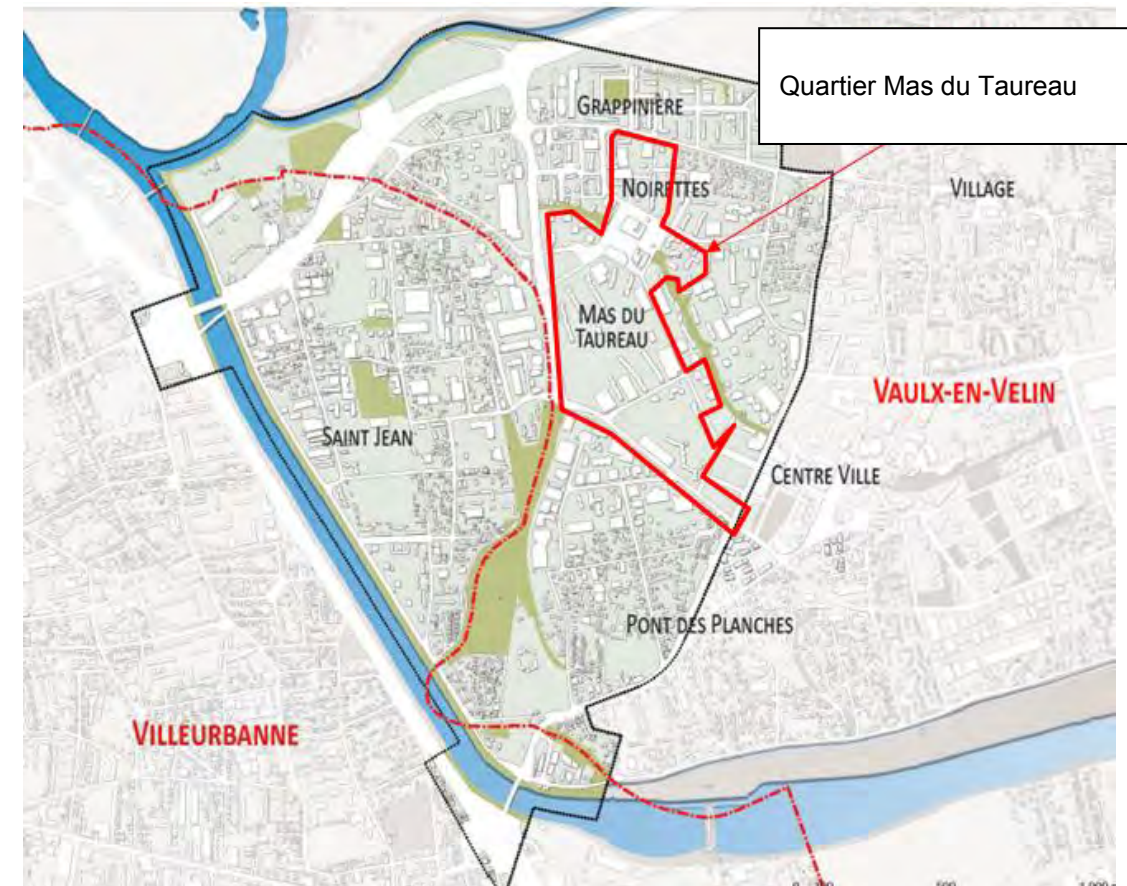 Quartier Mas du Taureau
GRAPPINIÈRE
NOIRETTES
VILLAGE
MAS DU
TAUREAU
VAULX-EN-VELIN
SAINT JEAN
CENTRE VILLE
PONT DES PLANCHES
VILLEURBANNE